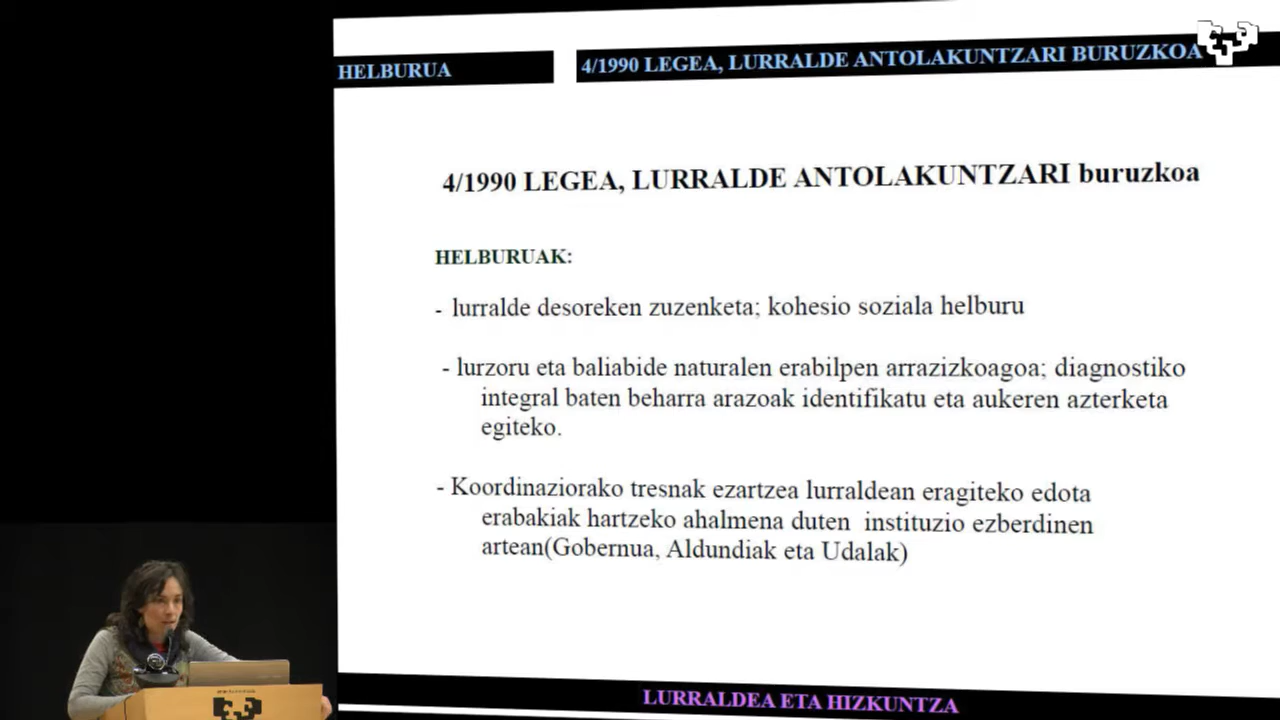 HELBURUA
4/1990 LEGEA, LURRALDE ANTOLAKUNTZARI BURUZKOA
4/1990 LEGEA, LURRALDE ANTOLAKUNTZARI buruzkoa
HELBURUAK:
- lurralde desoreken zuzenketa; kohesio soziala helburu
- lurzoru eta baliabide naturalen erabilpen arrazizkoagoa; diagnostiko
integral baten beharra arazoak identifikatu eta aukeren azterketa
egiteko.
- Koordinaziorako tresnak ezartzea lurraldean eragiteko edota
erabakiak hartzeko ahalmena duten instituzio ezberdinen
artean(Gobernua, Aldundiak eta Udalak)
LURRALDEA ETA HIZKUNTZA